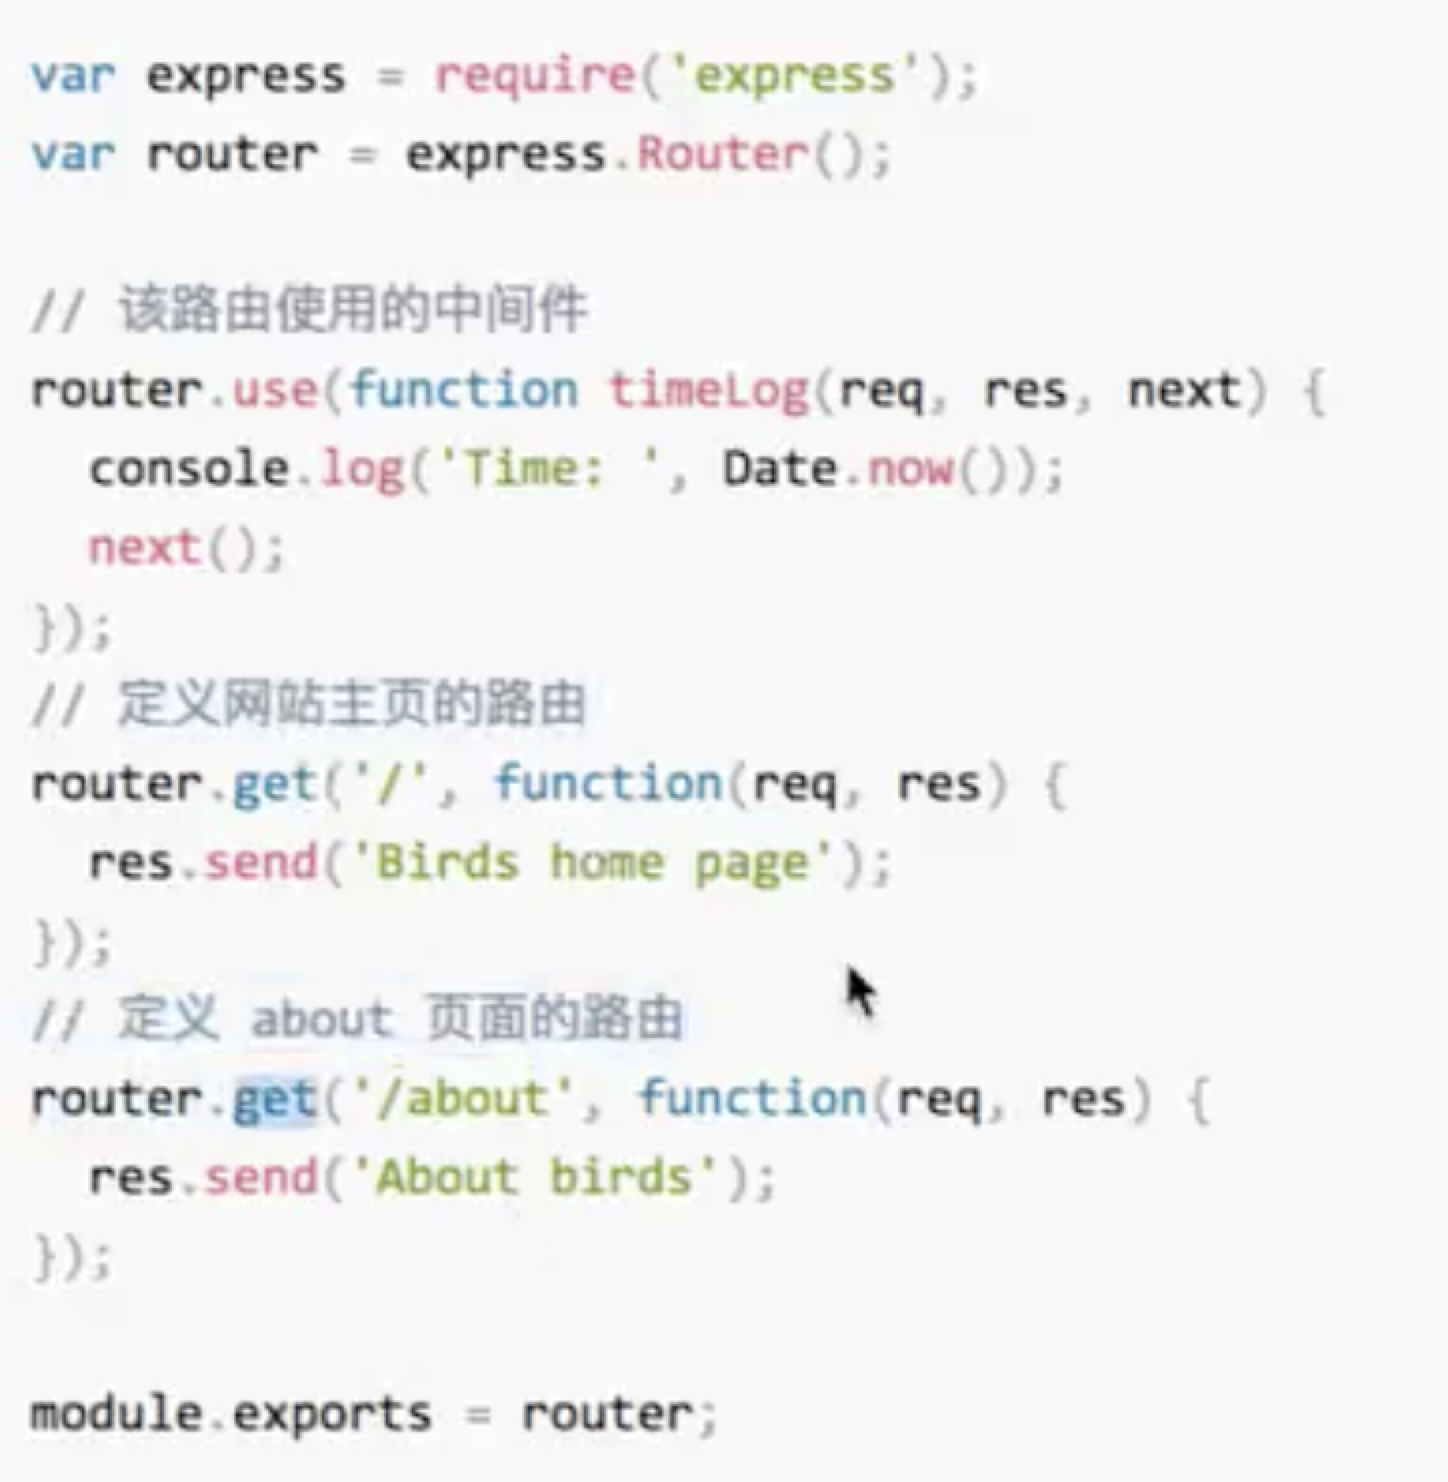 var express = require('express');
var router = express.Router();
// 该路由使用的中间件
router.use(function timeLog(req, res, next) {
  console.log('Time: ', Date.now());
  next();
});
// 定义网站主页的路由
router.get('/', function(req, res) {
  res.send('Birds home page');
});
// 定义 about 页面的路由
router.get('/about', function(req, res) {
  res.send('About birds');
});
module.exports = router;